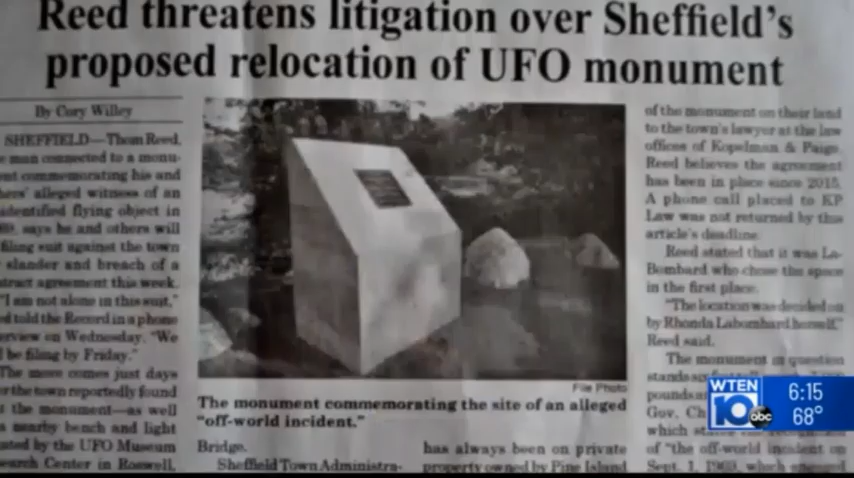 Reed threatens litigation over Sheffield's
proposed relocation of UFO monument
By Cory Willey
SHEFFIELD—Thom Reed,
man connected to a monu-
commemorating his and
alleged witness of an
flying object in
says he and others will
suit against the town
slander and breach of a
agreement this week.
"I am not alone in this suit,"
told the Record in a phone
on Wednesday. "We
be filing by Friday."
The move comes just days
the town reportedly found
the monument—as well
nearby bench and light
by the UFO Museum
Center in Roswell,
File Photo
The monument commemorating the site of an alleged
"off-world incident."
Bridge.
Sheffield Town Administra-
has always been on private
property owned by Pine Island
of the monument on their land
to the town's lawyer at the law
offices of Kopelman & Paige.
Reed believes the agreement
has been in place since 2015.
A phone call placed to KP
Law was not returned by this
article's deadline.
Reed stated that it was La-
Bombard who chose the space
in the first place.
"The location was decided on
by Rhonda Labombard herself,"
Reed said.
The monument in question
stands
pounds
Gov. Ch
which
of "the off-world incident on
Sept. 1, 1969, which
WTEN
10
abc
6:15
68°